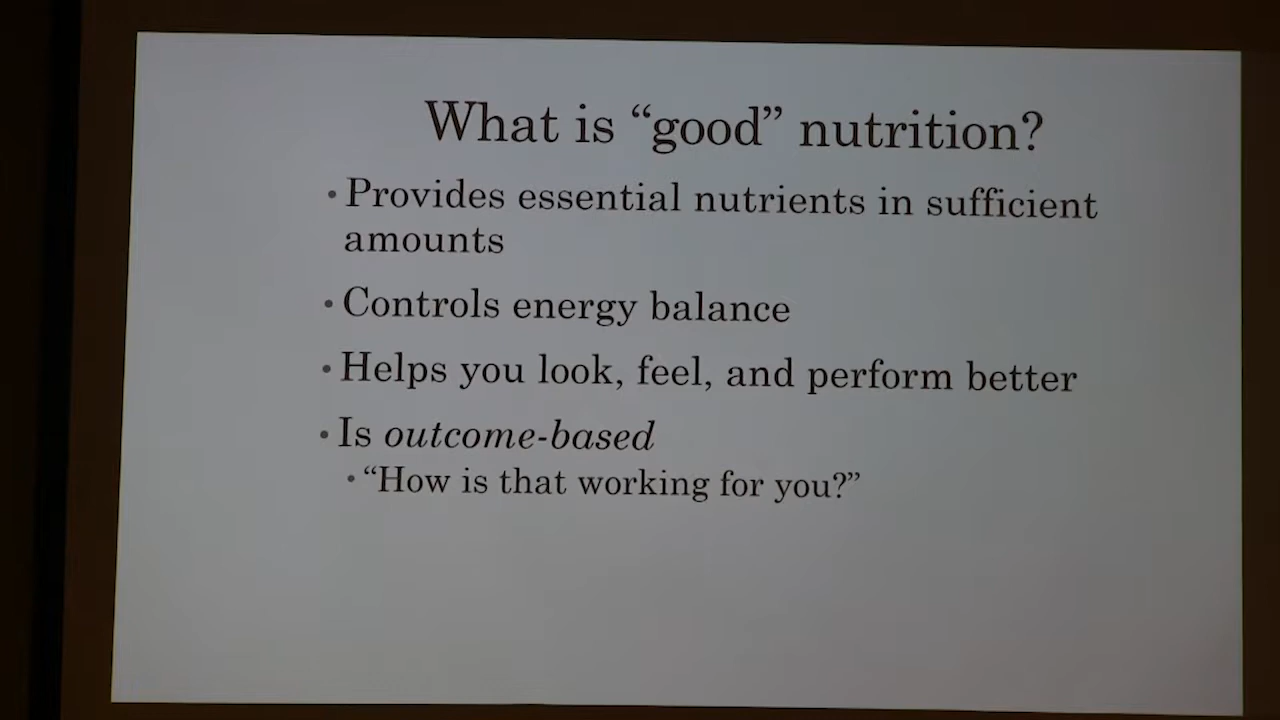 What is “good” nutrition?
• Provides essential nutrients in sufficient
amounts
• Controls energy balance
• Helps you look, feel, and perform better
• Is outcome-based
• “How is that working for you?”